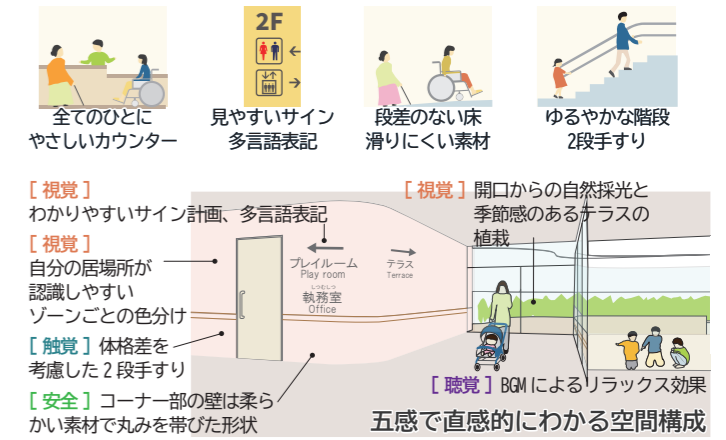 2F
全てのひとに
やさしいカウンター
見やすいサイン
多言語表記
段差のない床
滑りにくい素材
ゆるやかな階段
2段手すり
[ 視覚 ]
わかりやすいサイン計画、多言語表記
[ 視覚 ]
自分の居場所が
認識しやすい
ゾーンごとの色分け
[ 触覚 ] 体格差を
考慮した2段手すり
[ 安全 ] コーナー部の壁は柔ら
かい素材で丸みを帯びた形状
プレイルーム
Play room
しつむしつ
執務室
Office
テラス
Terrace
[ 視覚 ] 開口からの自然採光と
季節感のあるテラスの
植栽
[ 聴覚 ] BGMによるリラックス効果
五感で直感的にわかる空間構成